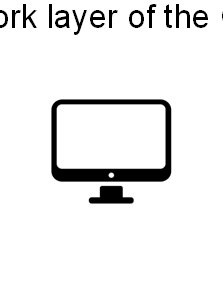 ork layer of the